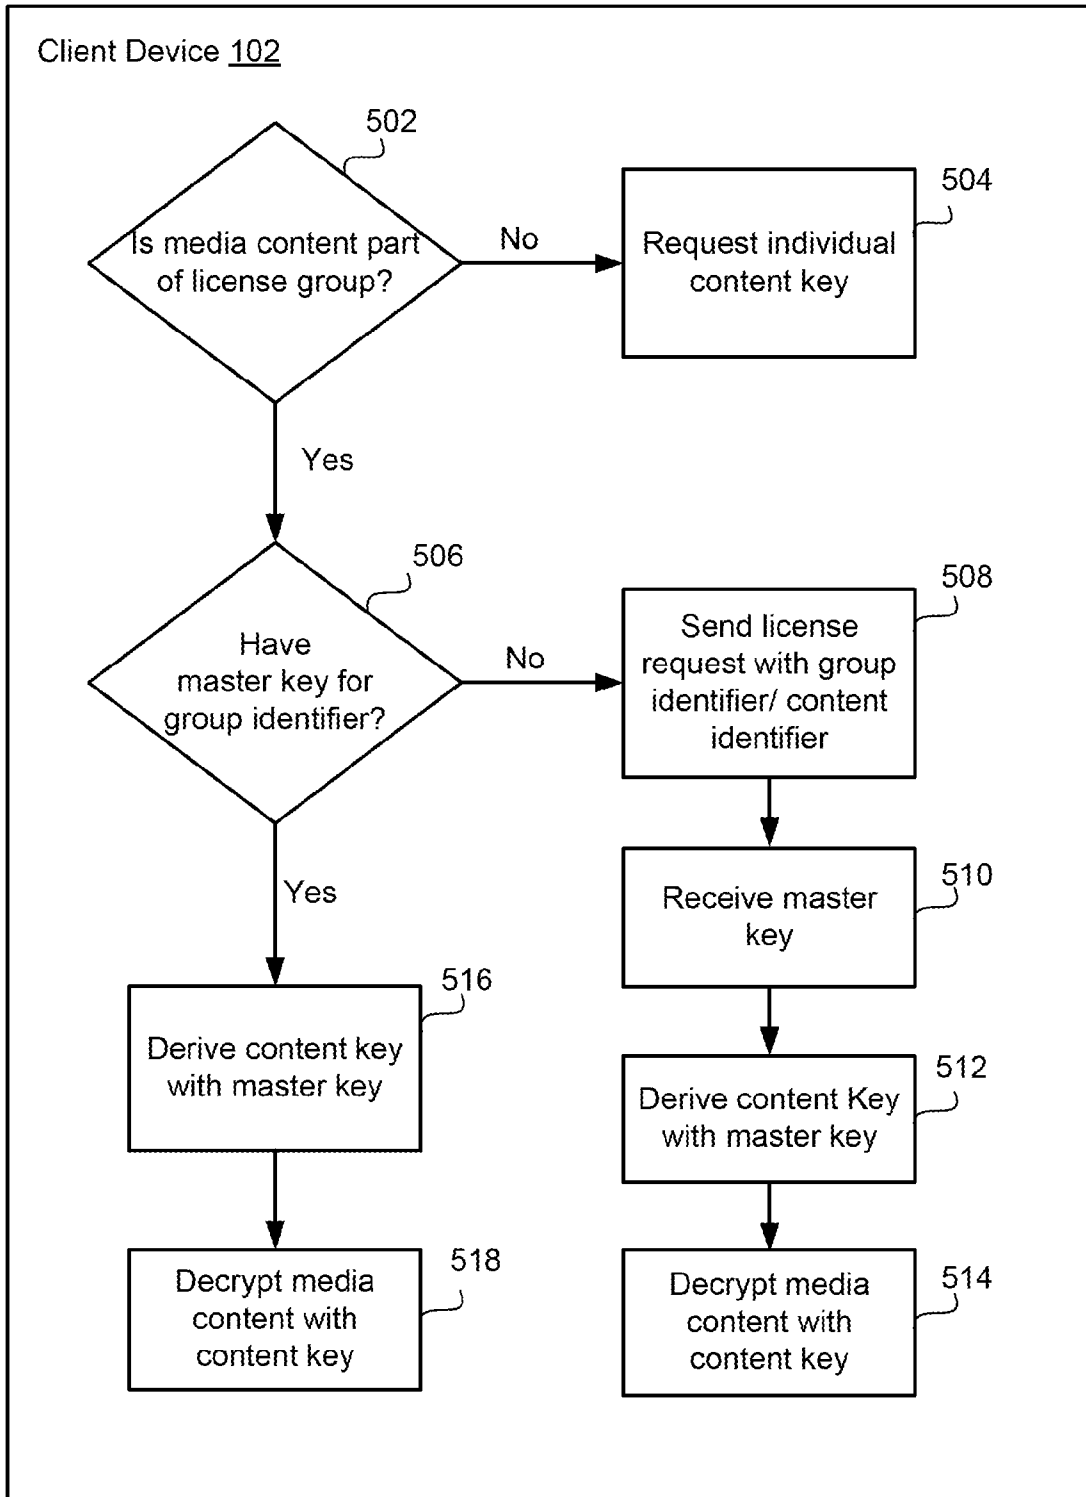 Client Device 102
502
Is media content part
of license group?
No
504
Request individual
content key
Yes
506
Have
master key for
group identifier?
No
508
Send license
request with group
identifier/ content
identifier
510
Receive master
key
Yes
516
Derive content key
with master key
512
Derive content Key
with master key
518
Decrypt media
content with
content key
514
Decrypt media
content with
content key